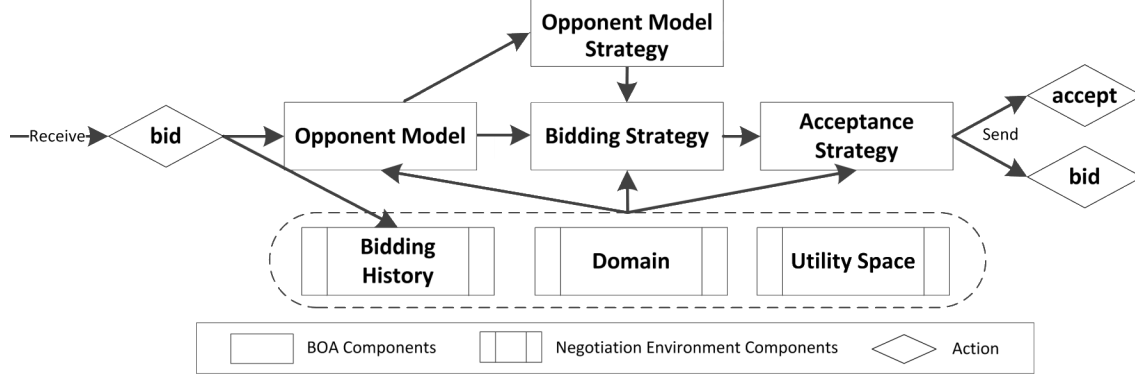 Opponent Model
Strategy
Receive
bid
Opponent Model
Bidding Strategy
Acceptance
Strategy
Send
accept
bid
Bidding
History
Domain
Utility Space
BOA Components
Negotiation Environment Components
Action